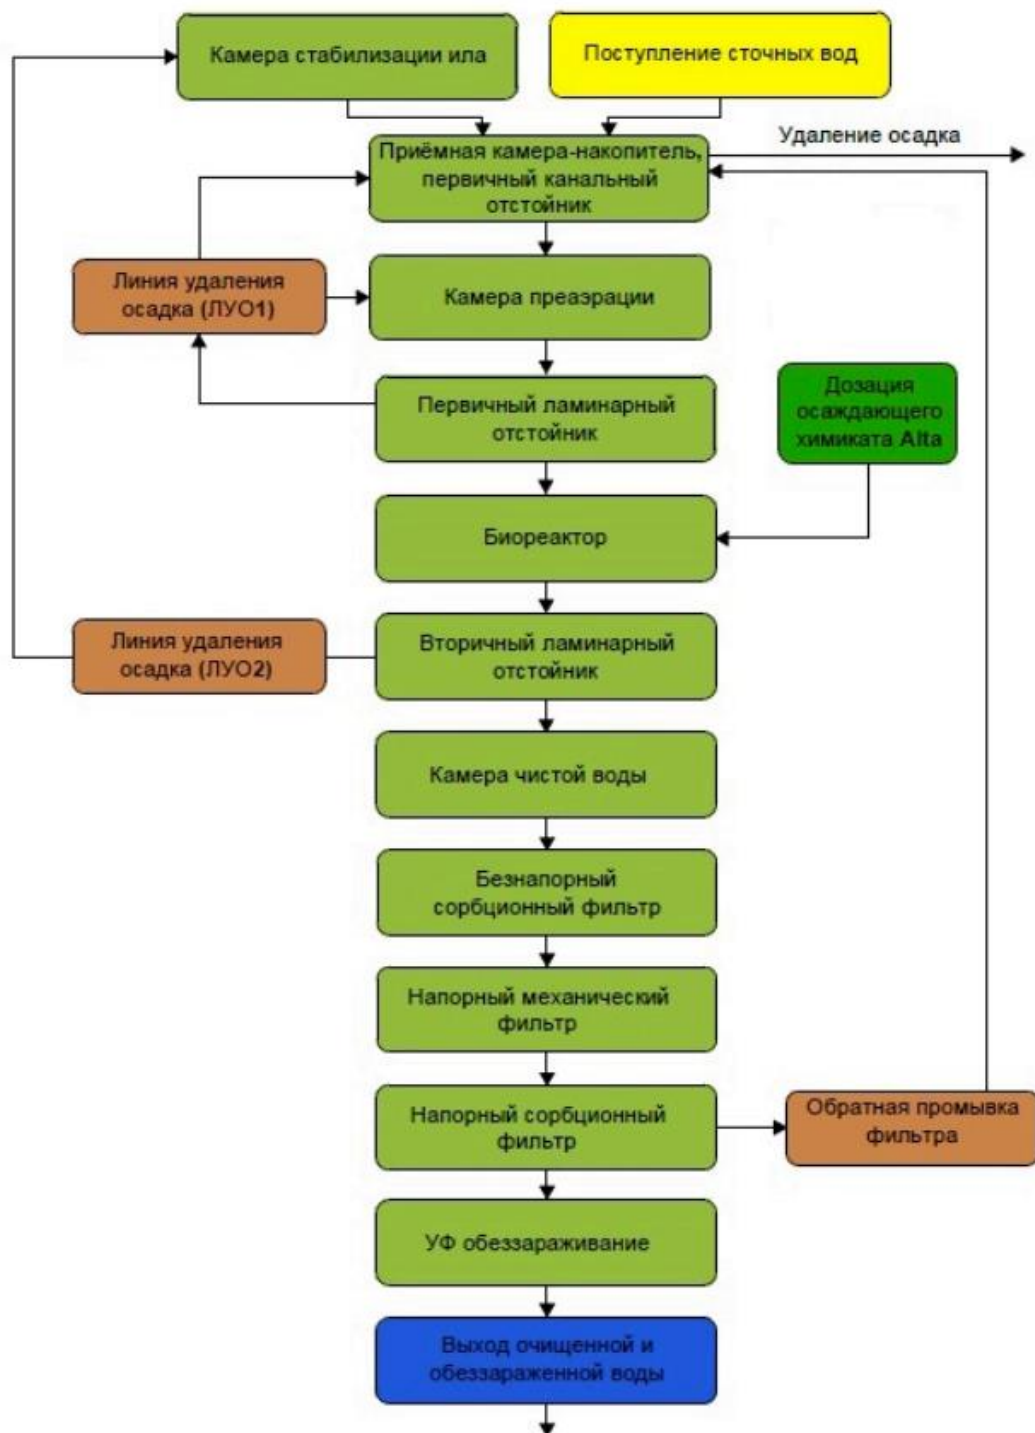 Камера стабилизации ила
Поступление сточных вод
Удаление осадка
Приёмная камера-накопитель,
первичный канальный
отстойник
Линия удаления
осадка (ЛУО1)
Камера преаэрации
Первичный ламинарный
отстойник
Дозация
осаждающего
химиката Alta
Биореактор
Линия удаления
осадка (ЛУО2)
Вторичный ламинарный
отстойник
Камера чистой воды
Безнапорный
сорбционный фильтр
Напорный механический
фильтр
Напорный сорбционный
фильтр
Обратная промывка
фильтра
УФ обеззараживание
Выход очищенной и
обеззараженной воды